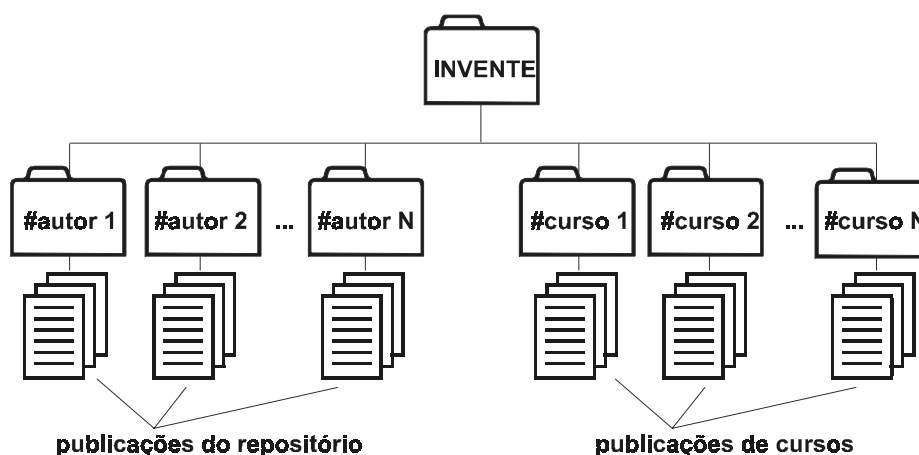 INVENTE
#autor 1 #autor 2 ... #autor N #curso 1 #curso 2 ... #curso N
publicações do repositório publicações de cursos